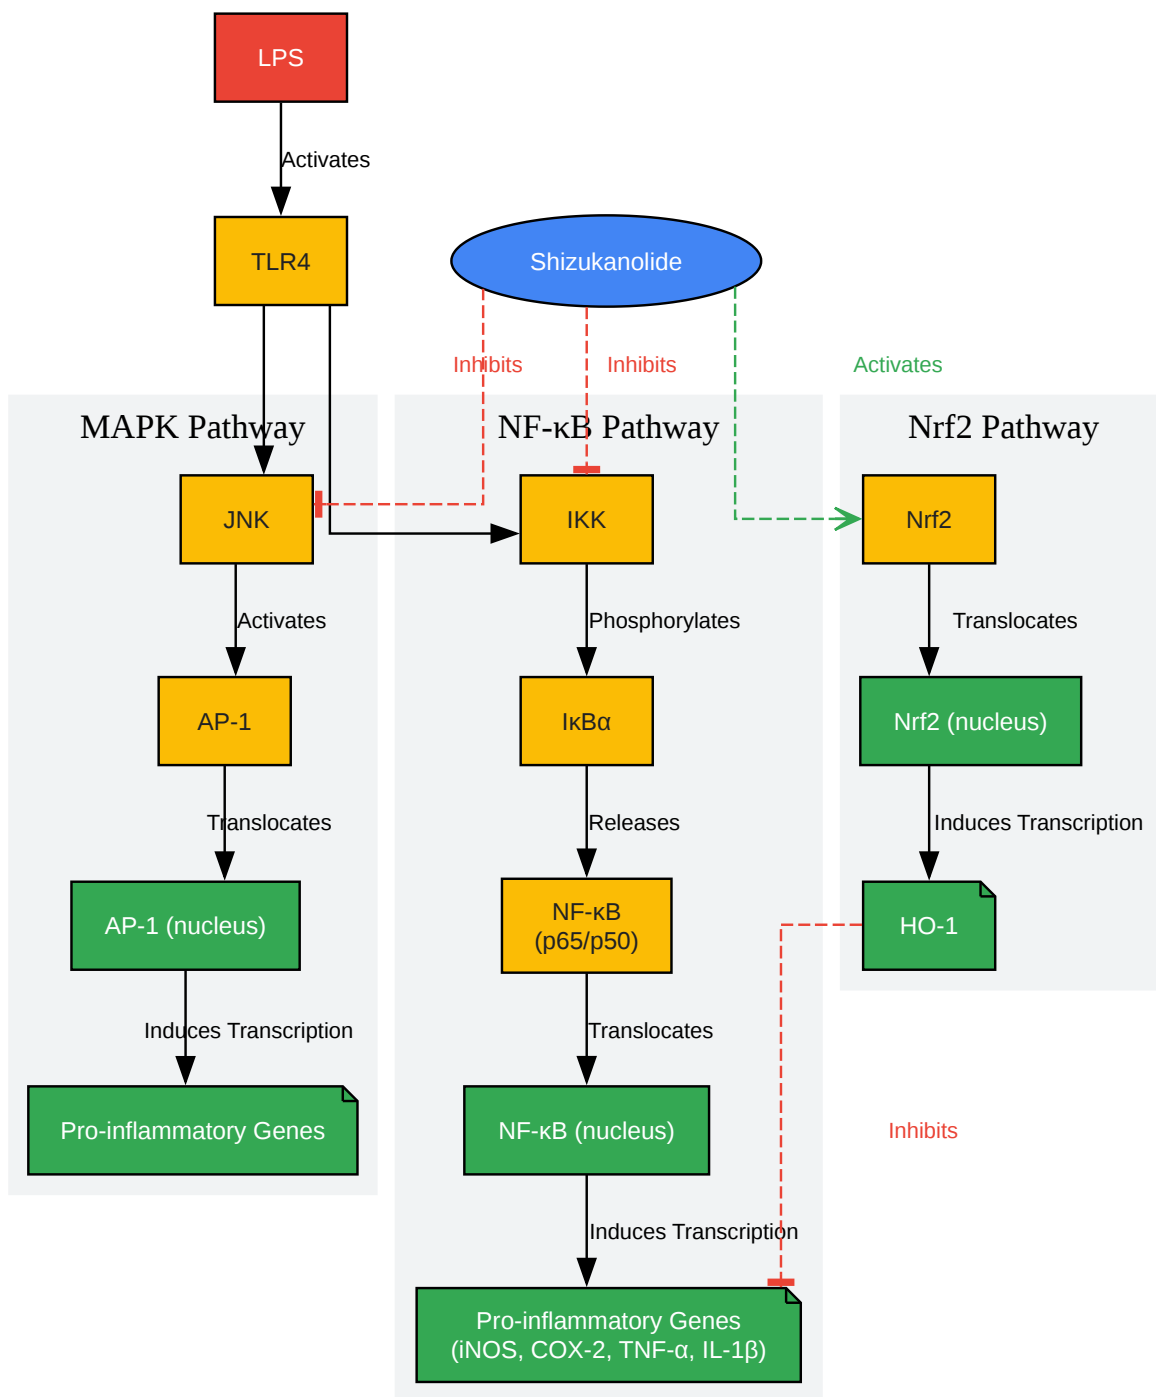 LPS
Activates
TLR4
Shizukanolide
Inhibits
Inhibits
Activates
MAPK Pathway
NF-κB Pathway
Nrf2 Pathway
JNK
IKK
Nrf2
Activates
Phosphorylates
Translocates
AP-1
IκBα
Nrf2 (nucleus)
Translocates
Releases
Induces Transcription
AP-1 (nucleus)
NF-κB
(p65/p50)
HO-1
Induces Transcription
Translocates
Pro-inflammatory Genes
NF-κB (nucleus)
Inhibits
Induces Transcription
Pro-inflammatory Genes
(iNOS, COX-2, TNF-α, IL-1β)